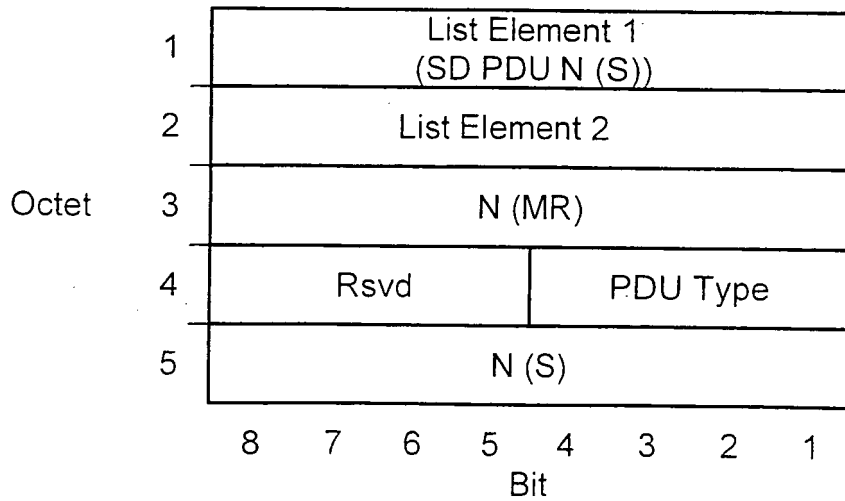 1 List Element 1
(SD PDU N (S))
2 List Element 2
Octet 3 N (MR)
4 Rsvd PDU Type
5 N (S)
8 7 6 5 4 3 2 1
Bit